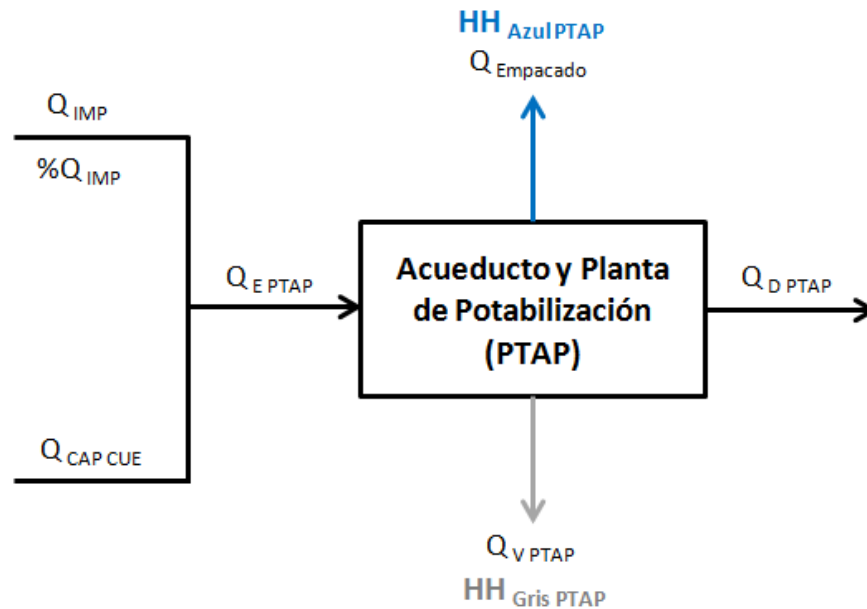 HH Azul PTAP
Q Empacado
Q IMP
%Q IMP
Q E PTAP
Acueducto y Planta
de Potabilización
(PTAP)
Q D PTAP
Q CAP CUE
Q V PTAP
HH Gris PTAP